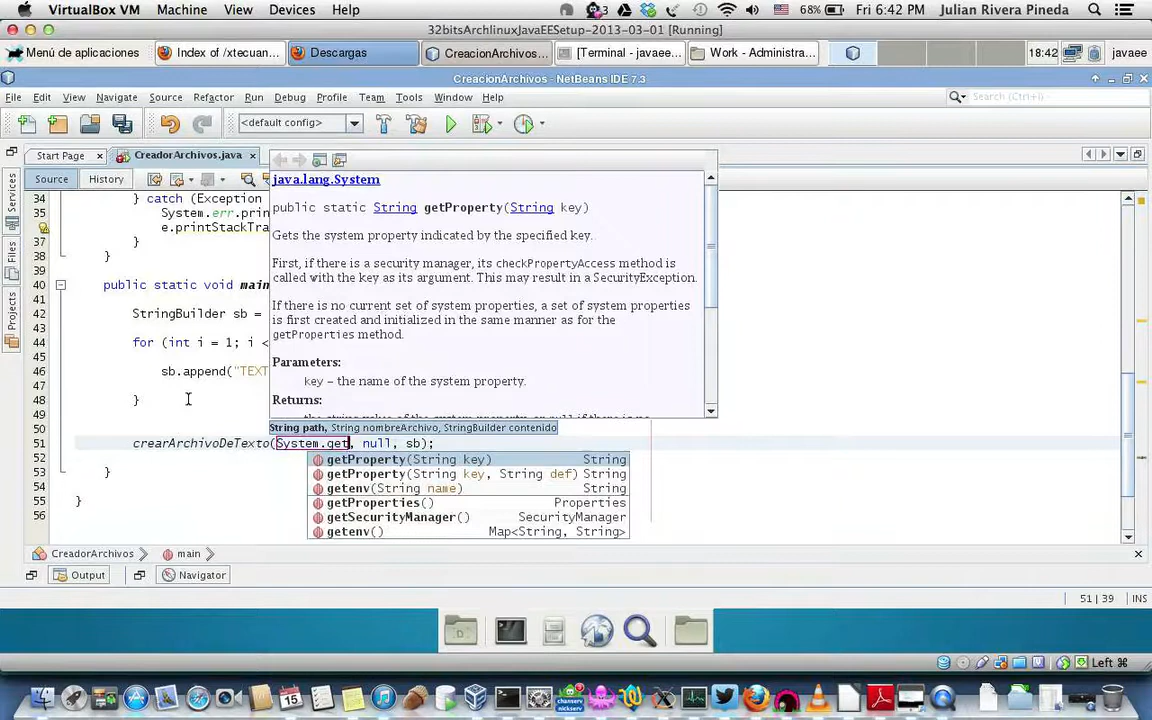 VirtualBox VM Machine View Devices Help 3 68% Fri 6:42 PM Julian Rivera Pineda
32bitsArchlinuxJavaEESetup-2013-03-01 [Running]
Menú de aplicaciones Index of /xtecuan... Descargas CreacionArchivos... [Terminal - javaee... Work - Administra... 18:42 javaee
CreacionArchivos - NetBeans IDE 7.3
File Edit View Navigate Source Refactor Run Debug Profile Team Tools Window Help
<default config> Search (Ctrl+I)
Start Page CreadorArchivos.java
Source History
java.lang.System
public static String getProperty(String key)
Gets the system property indicated by the specified key.
First, if there is a security manager, its checkPropertyAccess method is
called with the key as its argument. This may result in a SecurityException.
If there is no current set of system properties, a set of system properties
is first created and initialized in the same manner as for the
getProperties method.
Parameters:
key – the name of the system property.
Returns:
Services
Files
Projects
34 } catch (Exception
35 System.err.prin
e.printStackTra
37 }
38 }
39
40 public static void main
41
42 StringBuilder sb =
43
44 for (int i = 1; i <
45
46 sb.append("TEXT
47
48 }
49
50 String path, String nombreArchivo, StringBuilder contenido
51 crearArchivoDeTexto(System.get, null, sb);
52 getProperty(String key) String
53 } getProperty(String key, String def) String
54 getenv(String name) String
55 } getProperties() Properties
56 getSecurityManager() SecurityManager
getenv() Map<String, String>
CreadorArchivos main
Output Navigator
51 | 39 INS
Left ⌘